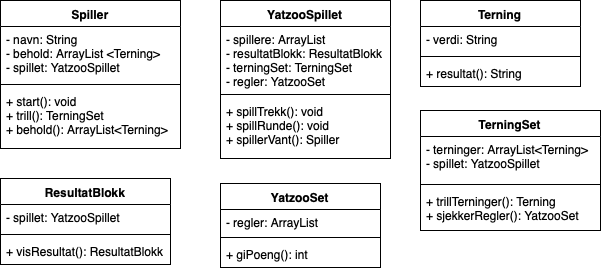 Spiller
- navn: String
- behold: ArrayList <Terning>
- spillet: YatzooSpillet
+ start(): void
+ trill(): TerningSet
+ behold(): ArrayList<Terning>
YatzooSpillet
- spillere: ArrayList
- resultatBlokk: ResultatBlokk
- terningSet: TerningSet
- regler: YatzooSet
+ spillTrekk(): void
+ spillRunde(): void
+ spillerVant(): Spiller
Terning
- verdi: String
+ resultat(): String
TerningSet
- terninger: ArrayList<Terning>
- spillet: YatzooSpillet
+ trillTerninger(): Terning
+ sjekkerRegler(): YatzooSet
ResultatBlokk
- spillet: YatzooSpillet
+ visResultat(): ResultatBlokk
YatzooSet
- regler: ArrayList
+ giPoeng(): int